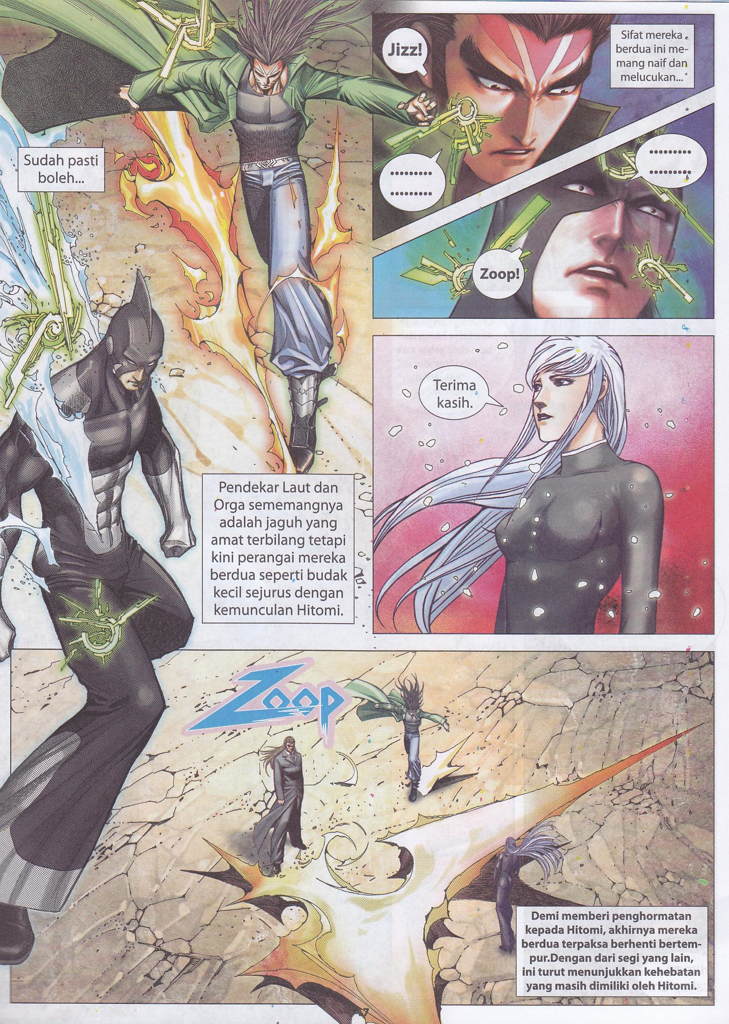 Sudah pasti
boleh...
Jizz!
Sifat mereka
berdua ini me-
mang naif dan
melucukan...
..........
..........
..........
..........
Zoop!
Pendekar Laut dan
Orga sememangnya
adalah jaguh yang
amat terbilang tetapi
kini perangai mereka
berdua seperti budak
kecil sejurus dengan
kemunculan Hitomi.
Terima
kasih.
Zoop
Demi memberi penghormatan
kepada Hitomi, akhirnya mereka
berdua terpaksa berhenti bertem-
pur.Dengan dari segi yang lain,
ini turut menunjukkan kehebatan
yang masih dimiliki oleh Hitomi.